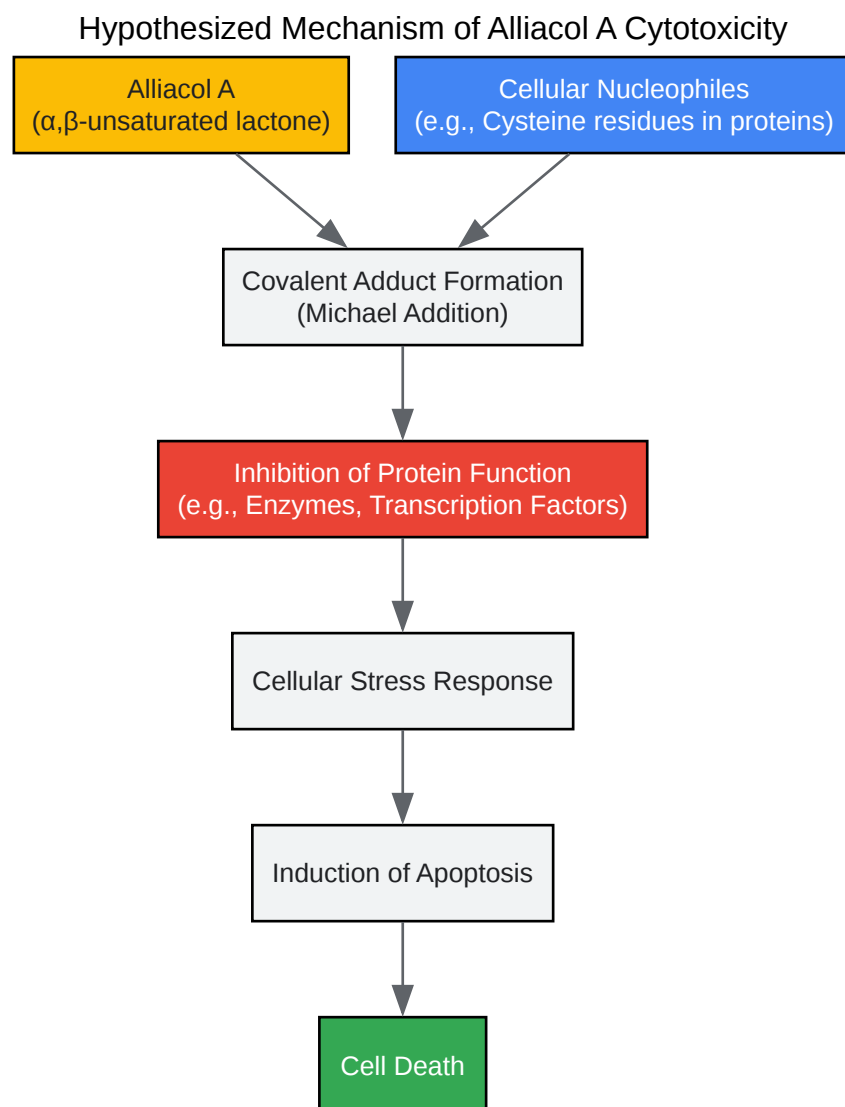 Hypothesized Mechanism of Alliacol A Cytotoxicity
Alliacol A
(α,β-unsaturated lactone)
Cellular Nucleophiles
(e.g., Cysteine residues in proteins)
Covalent Adduct Formation
(Michael Addition)
Inhibition of Protein Function
(e.g., Enzymes, Transcription Factors)
Cellular Stress Response
Induction of Apoptosis
Cell Death